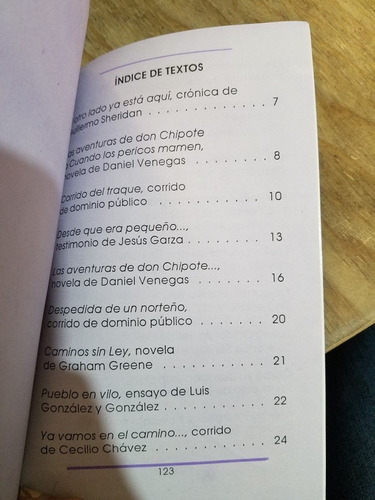 ÍNDICE DE TEXTOS
lado ya está aquí, crónica de
Guillermo Sheridan . . . . . . . . . . . . 7
Las aventuras de don Chipote
Cuando los pericos mamen,
novela de Daniel Venegas . . . . . . . 8
Corrido del traque, corrido
de dominio público . . . . . . . . . 10
Desde que era pequeño...,
testimonio de Jesús Garza . . . . . 13
Las aventuras de don Chipote...,
novela de Daniel Venegas . . . . . 16
Despedida de un norteño,
corrido de dominio público . . . . . . . 20
Caminos sin Ley, novela
de Graham Greene . . . . . . . . . . 21
Pueblo en vilo, ensayo de Luis
González y González . . . . . . . . . . 22
Ya vamos en el camino..., corrido
de Cecilio Chávez . . . . . . . . . . . 24
123